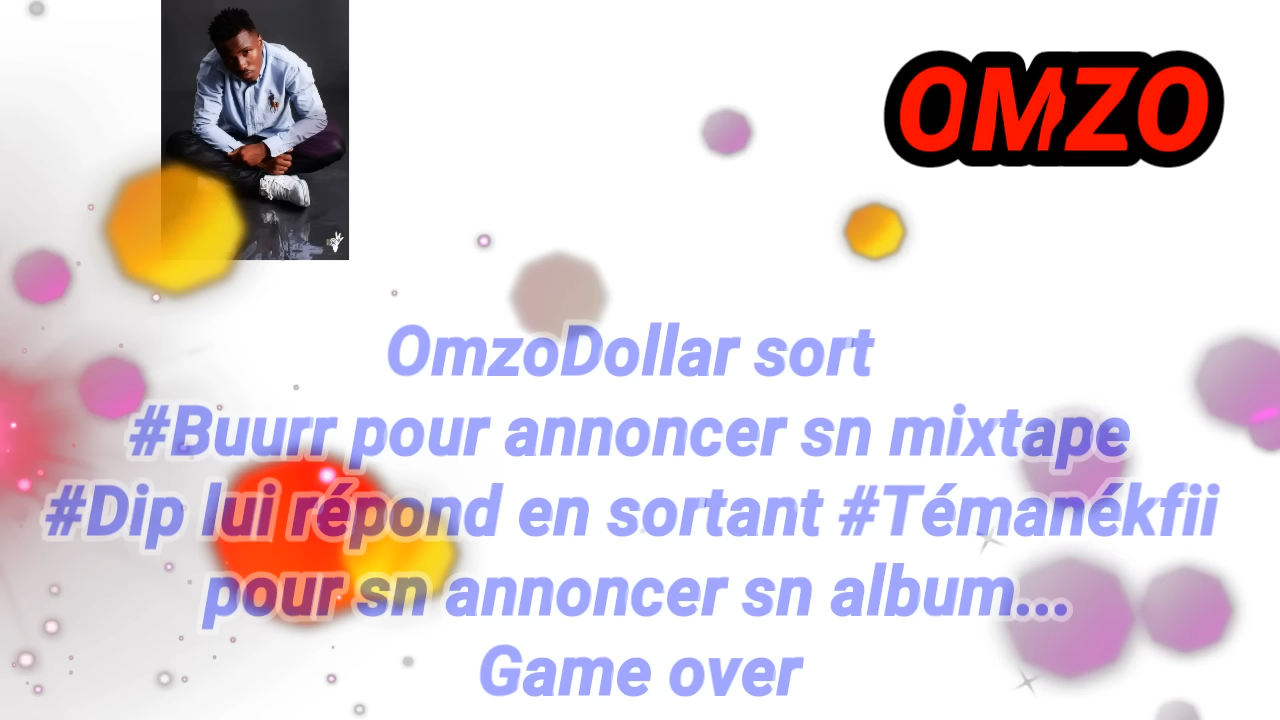 OMZO
OmzoDollar sort
#Buurr pour annoncer sn mixtape
#Dip lui répond en sortant #Témanékfii
pour sn annoncer sn album...
Game over